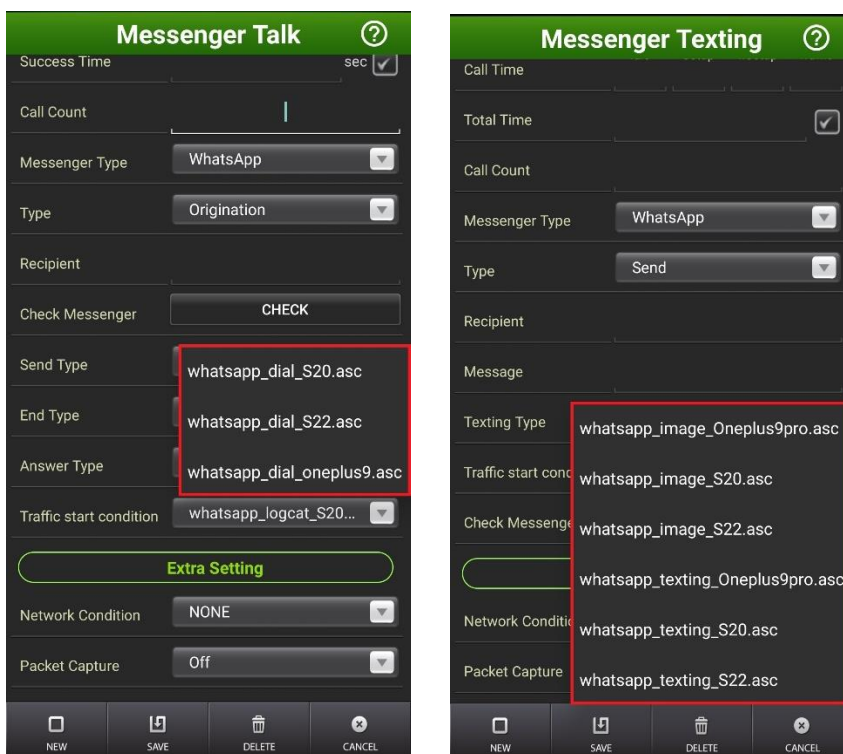 Messenger Talk
Success Time sec
Call Count
Messenger Type WhatsApp
Type Origination
Recipient
Check Messenger CHECK
Send Type whatsapp_dial_S20.asc
End Type whatsapp_dial_S22.asc
Answer Type whatsapp_dial_oneplus9.asc
Traffic start condition whatsapp_logcat_S20...
Extra Setting
Network Condition NONE
Packet Capture Off
NEW SAVE DELETE CANCEL
Messenger Texting
Call Time
Total Time
Call Count
Messenger Type WhatsApp
Type Send
Recipient
Message
Texting Type whatsapp_image_Oneplus9pro.asc
Traffic start cond whatsapp_image_S20.asc
Check Messenge whatsapp_image_S22.asc
whatsapp_texting_Oneplus9pro.asc
Network Conditio whatsapp_texting_S20.asc
Packet Capture whatsapp_texting_S22.asc
NEW SAVE DELETE CANCEL